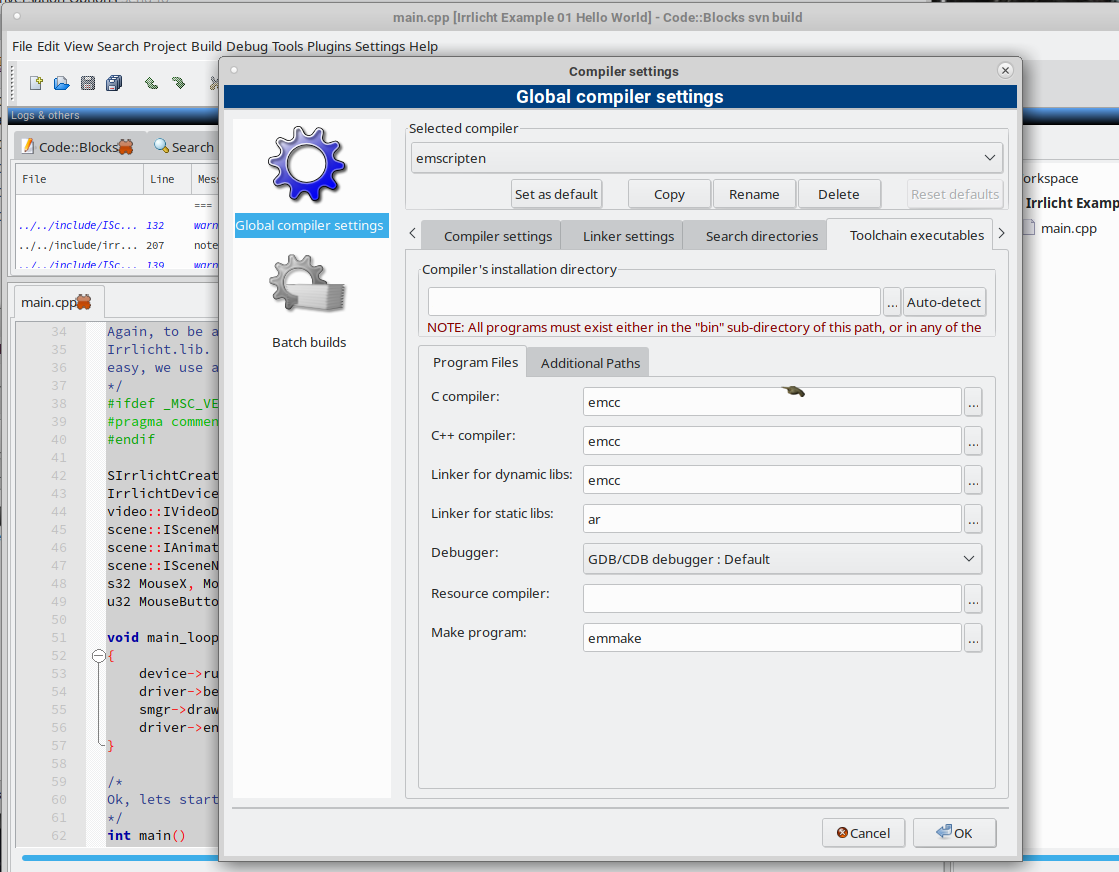 main.cpp [Irrlicht Example 01 Hello World] - Code::Blocks svn build
File Edit View Search Project Build Debug Tools Plugins Settings Help
Logs & others
Code::Blocks
Search
File Line Mes
===
../../include/ISc... 132 warn
../../include/irr... 207 note
../../include/ISc... 139 warn
main.cpp
34 Again, to be a
35 Irrlicht.lib.
36 easy, we use a
37 */
38 #ifdef _MSC_VE
39 #pragma commen
40 #endif
41
42 SIrrlichtCreat
43 IrrlichtDevice
44 video::IVideoD
45 scene::ISceneM
46 scene::IAnimat
47 scene::ISceneN
48 s32 MouseX, Mo
49 u32 MouseButto
50
51 void main_loop
52 {
53 device->ru
54 driver->be
55 smgr->draw
56 driver->en
57 }
58
59 /*
60 Ok, lets start
61 */
62 int main()
Compiler settings
Global compiler settings
Global compiler settings
Batch builds
Selected compiler
emscripten
Set as default Copy Rename Delete Reset defaults
Compiler settings Linker settings Search directories Toolchain executables
Compiler's installation directory
... Auto-detect
NOTE: All programs must exist either in the "bin" sub-directory of this path, or in any of the
Program Files Additional Paths
C compiler: emcc ...
C++ compiler: emcc ...
Linker for dynamic libs: emcc ...
Linker for static libs: ar ...
Debugger: GDB/CDB debugger : Default
Resource compiler: ...
Make program: emmake ...
Cancel OK
orkspace
Irrlicht Examp
main.cpp